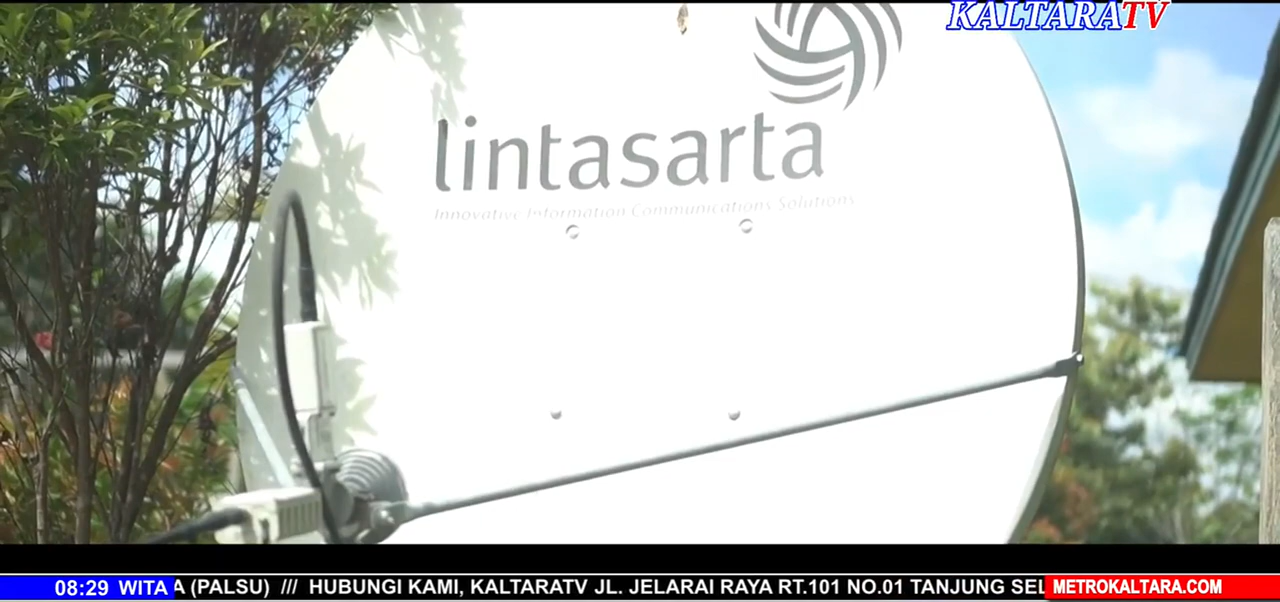 KALTARATV
lintasarta
Innovative Information Communications Solutions
08:29 WITA A (PALSU) /// HUBUNGI KAMI, KALTARATV JL. JELARAI RAYA RT.101 NO.01 TANJUNG SEL METROKALTARA.COM